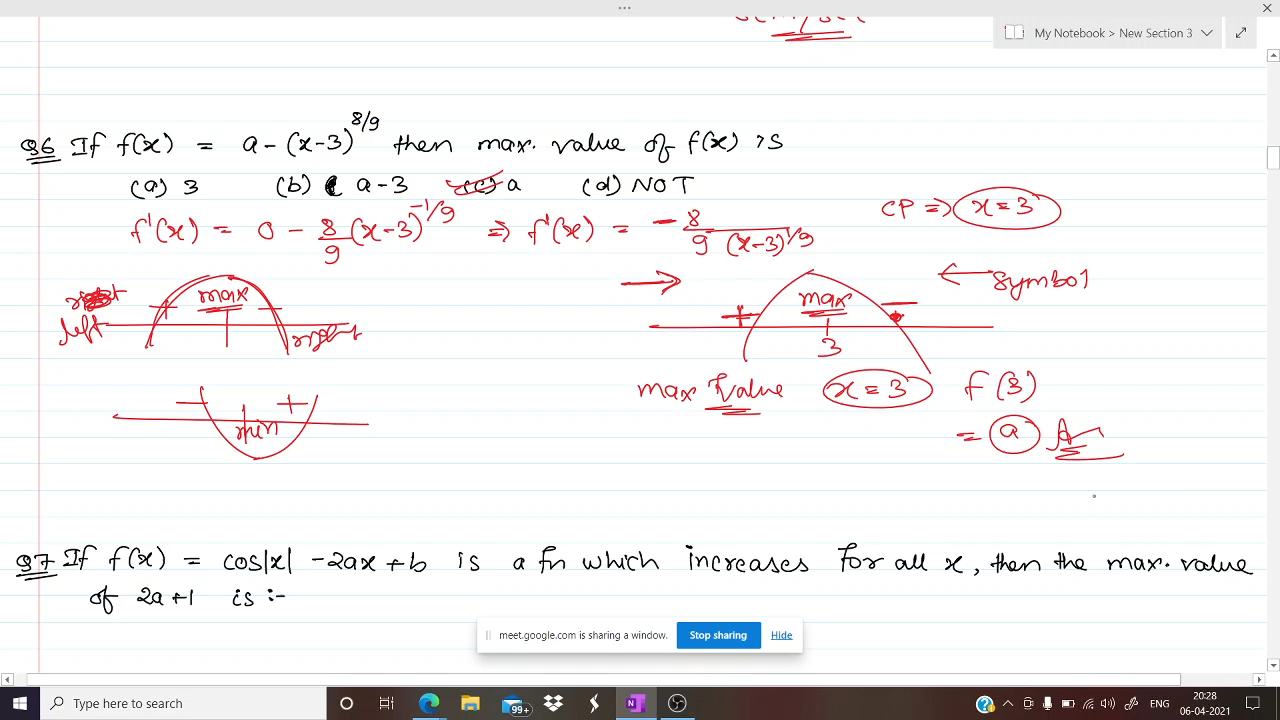 My Notebook > New Section 3
Q6 If f(x) = a-(x-3)^8/9 then max. value of f(x) is
(a) 3 (b) a-3 (c) a (d) NOT
f'(x) = 0 - 8/9 (x-3)^-1/9 ⇒ f'(x) = -8/9 (x-3)^1/9
CP ⇒ x=3
left + max - right
→ + max - ← symbol
3
- min +
max value x=3 f(3)
= a
Q7 If f(x) = cos|x| -2ax+b is a fn which increases for all x, then the max. value
of 2a+1 is :-
meet.google.com is sharing a window. Stop sharing Hide
Type here to search
99+
ENG
20:28
06-04-2021